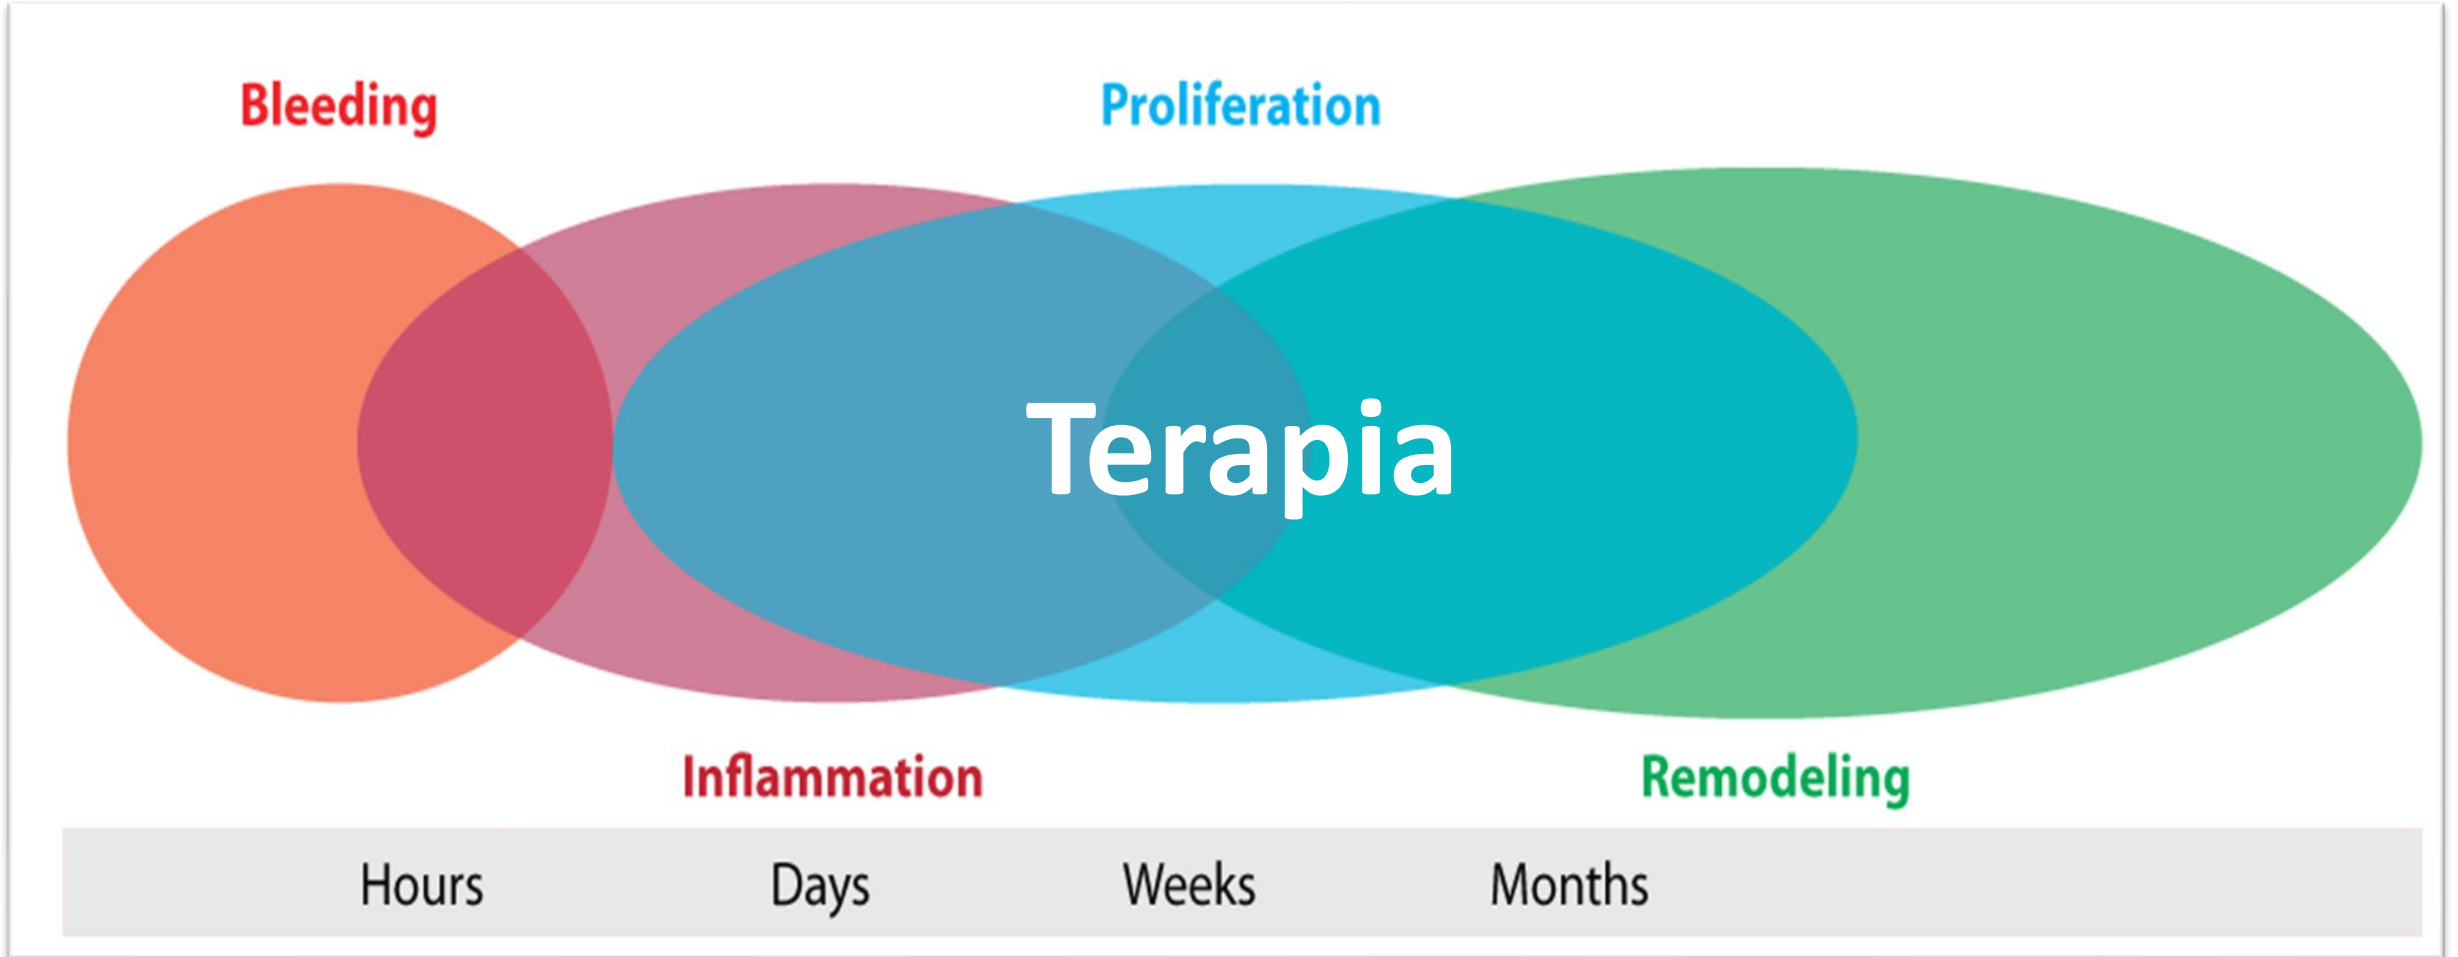 Bleeding
Proliferation
Terapia
Inflammation
Remodeling
Hours
Days
Weeks
Months